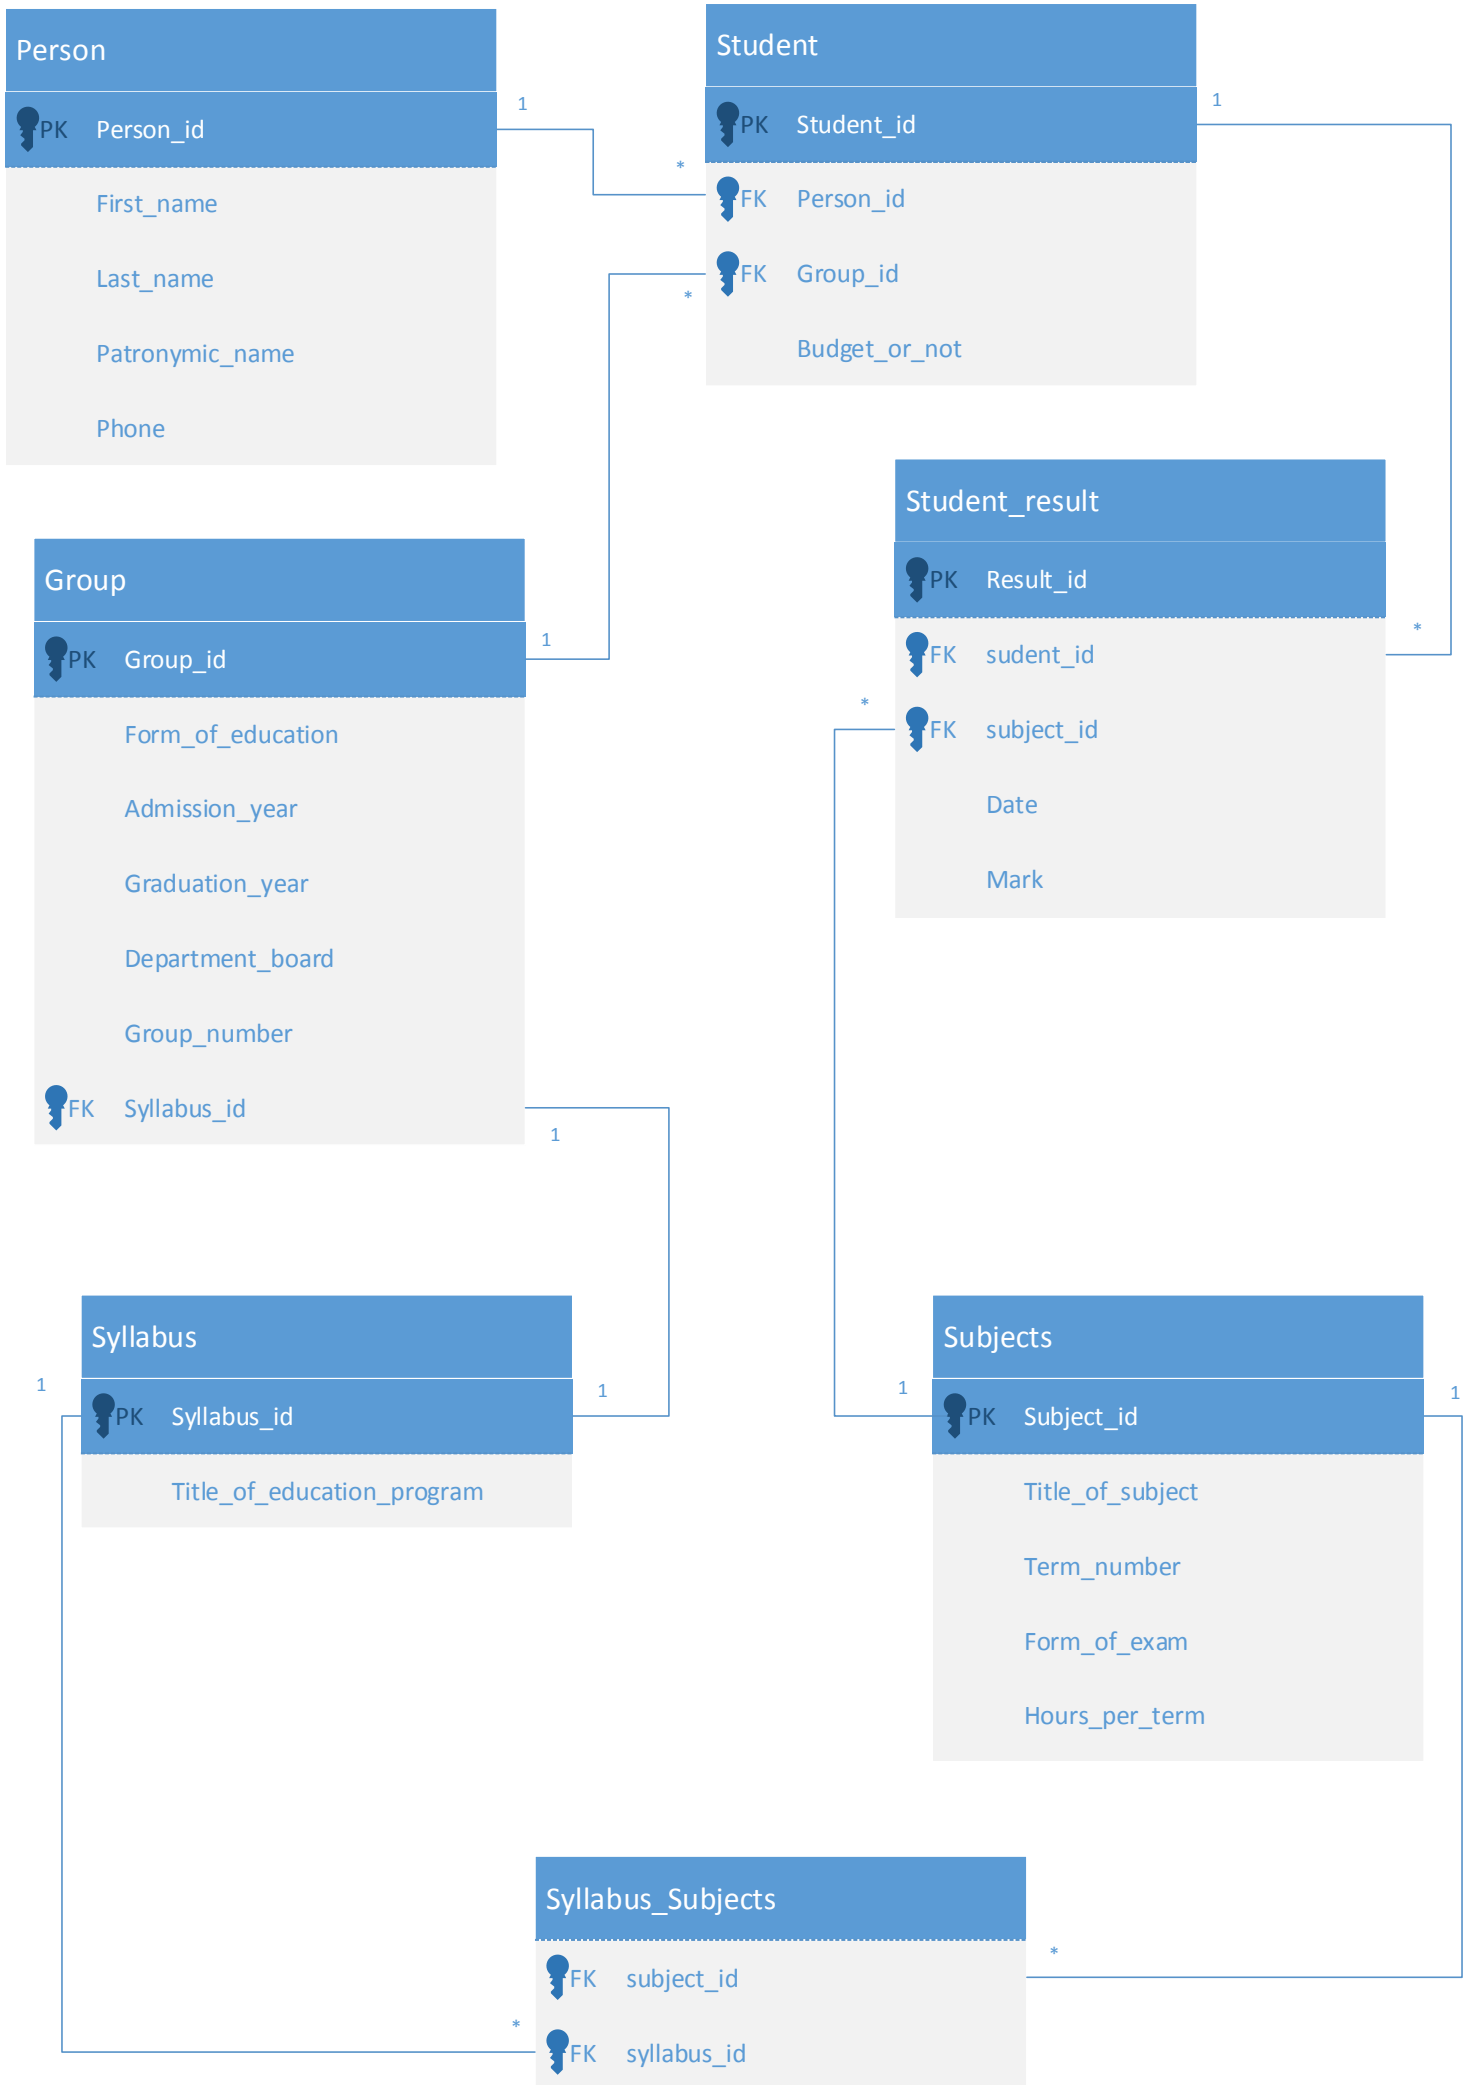 Person
PK Person_id
First_name
Last_name
Patronymic_name
Phone
1
*
Student
PK Student_id
FK Person_id
FK Group_id
Budget_or_not
1
*
Student_result
PK Result_id
FK sudent_id
FK subject_id
Date
Mark
*
*
Group
PK Group_id
Form_of_education
Admission_year
Graduation_year
Department_board
Group_number
FK Syllabus_id
1
1
Syllabus
PK Syllabus_id
Title_of_education_program
1
1
Subjects
PK Subject_id
Title_of_subject
Term_number
Form_of_exam
Hours_per_term
1
1
Syllabus_Subjects
FK subject_id
FK syllabus_id
*
*